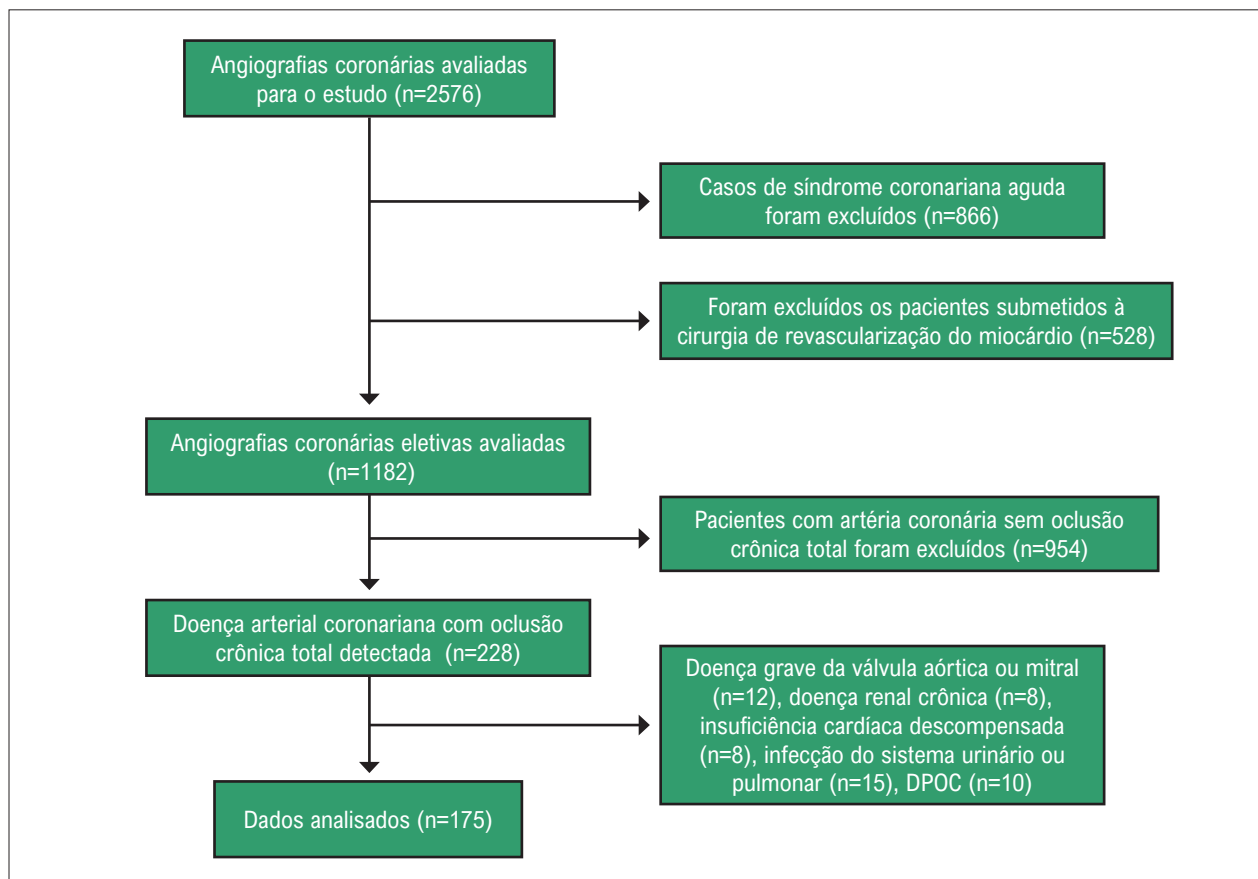 Angiografias coronárias avaliadas
para o estudo (n=2576)
Casos de síndrome coronariana aguda
foram excluídos (n=866)
Foram excluídos os pacientes submetidos à
cirurgia de revascularização do miocárdio (n=528)
Angiografias coronárias eletivas avaliadas
(n=1182)
Pacientes com artéria coronária sem oclusão
crônica total foram excluídos (n=954)
Doença arterial coronariana com oclusão
crônica total detectada (n=228)
Doença grave da válvula aórtica ou mitral
(n=12), doença renal crônica (n=8),
insuficiência cardíaca descompensada
(n=8), infecção do sistema urinário ou
pulmonar (n=15), DPOC (n=10)
Dados analisados (n=175)